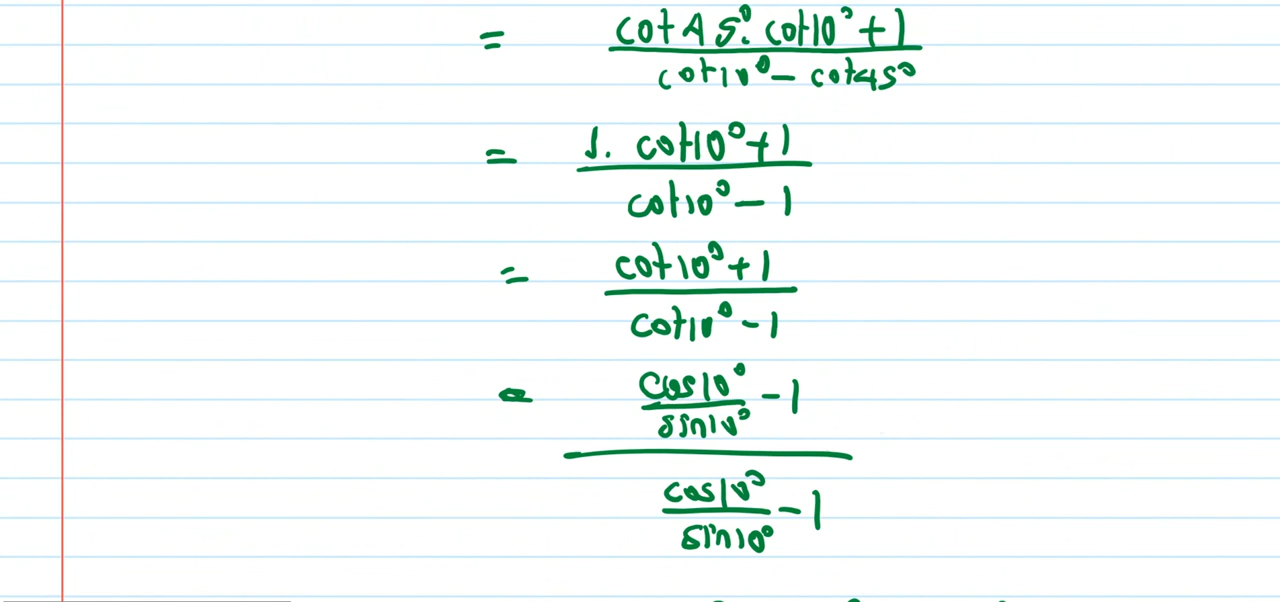 = cot45°. cot10°+1
cot10° - cot45°
= 1. cot10°+1
cot10° - 1
= cot10°+1
cot10° - 1
= cos10° - 1
sin10°
cos10° - 1
sin10°